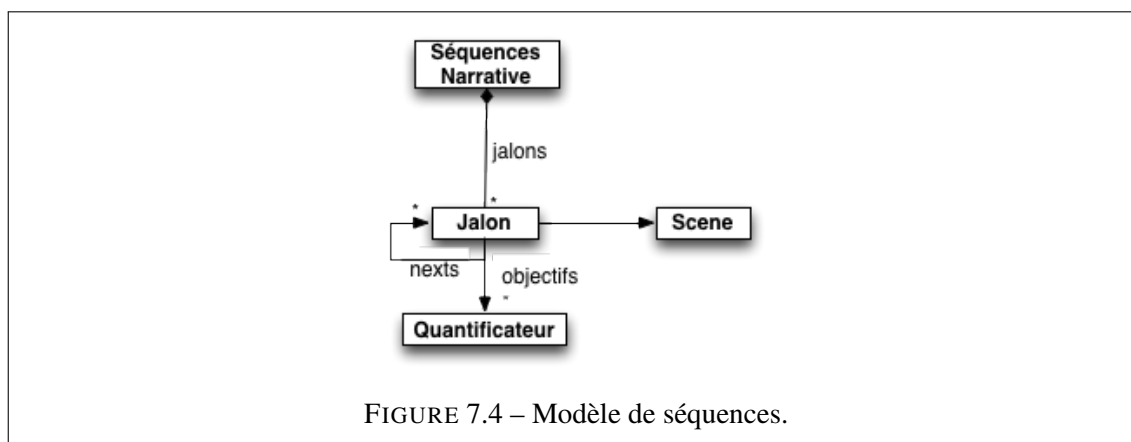 Séquences
Narrative
jalons
*
*
Jalon
Scene
nexts
objectifs
*
Quantificateur
FIGURE 7.4 – Modèle de séquences.